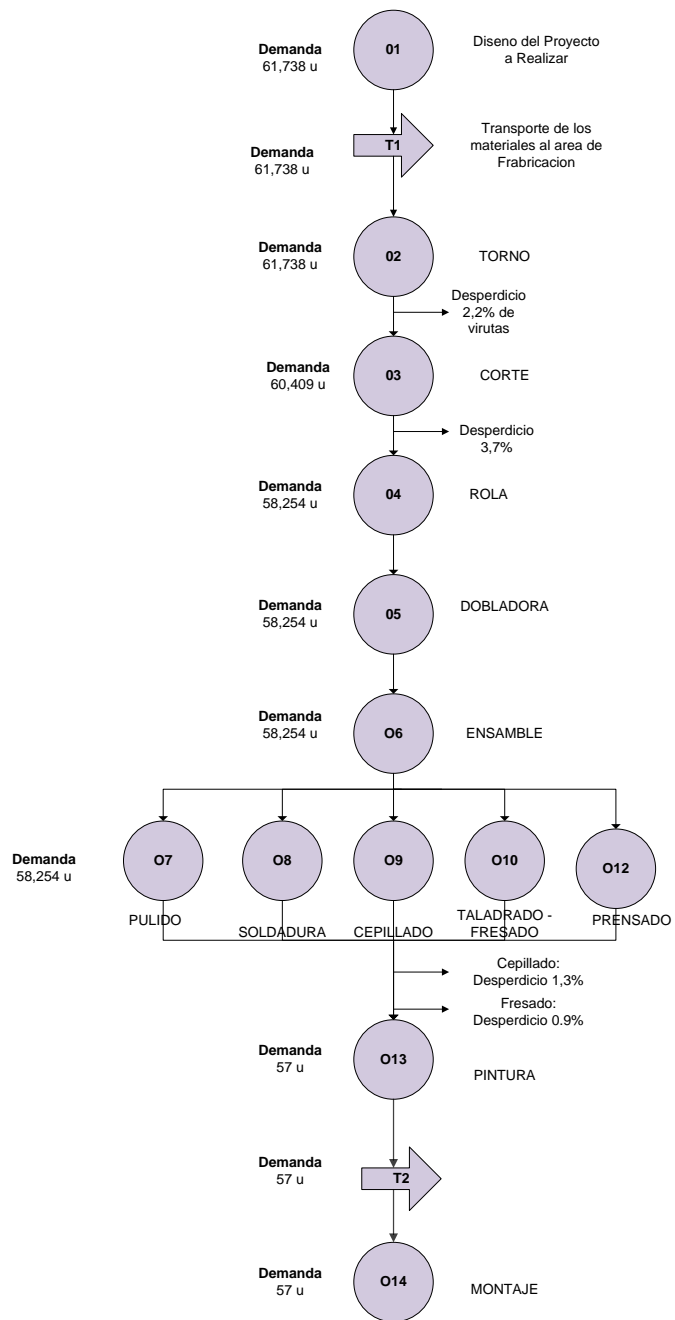 Demanda
61,738 u
01
Diseno del Proyecto
a Realizar
Demanda
61,738 u
T1
Transporte de los
materiales al area de
Frabricacion
Demanda
61,738 u
02
TORNO
Desperdicio
2,2% de
virutas
Demanda
60,409 u
03
CORTE
Desperdicio
3,7%
Demanda
58,254 u
04
ROLA
Demanda
58,254 u
05
DOBLADORA
Demanda
58,254 u
O6
ENSAMBLE
Demanda
58,254 u
O7
O8
O9
O10
O12
PULIDO
SOLDADURA
CEPILLADO
TALADRADO -
FRESADO
PRENSADO
Cepillado:
Desperdicio 1,3%
Fresado:
Desperdicio 0.9%
Demanda
57 u
O13
PINTURA
Demanda
57 u
T2
Demanda
57 u
O14
MONTAJE